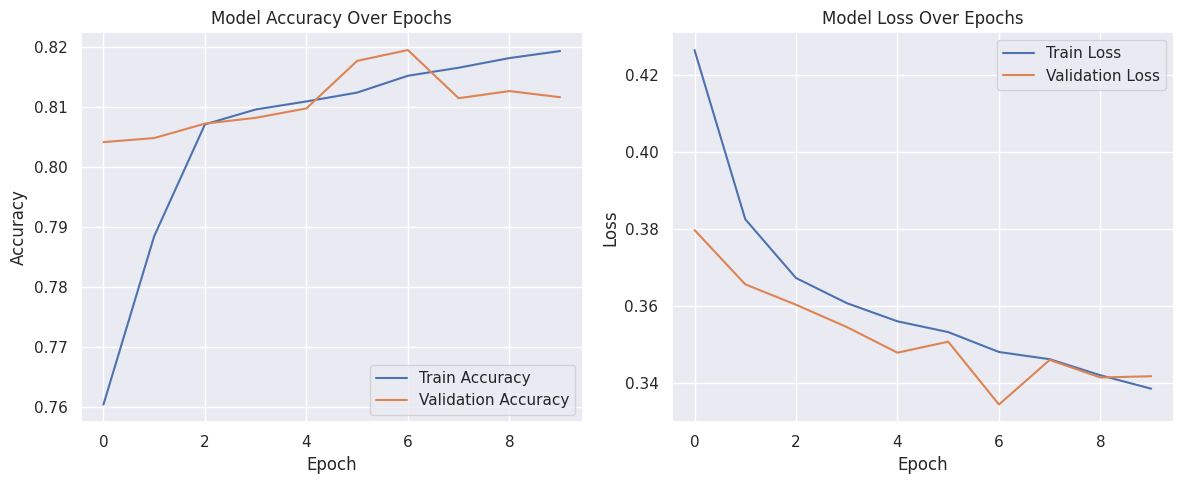 Model Accuracy Over Epochs
Accuracy
0.82
0.81
0.80
0.79
0.78
0.77
0.76
0 2 4 6 8
Epoch
Train Accuracy
Validation Accuracy
Model Loss Over Epochs
Loss
0.42
0.40
0.38
0.36
0.34
0 2 4 6 8
Epoch
Train Loss
Validation Loss